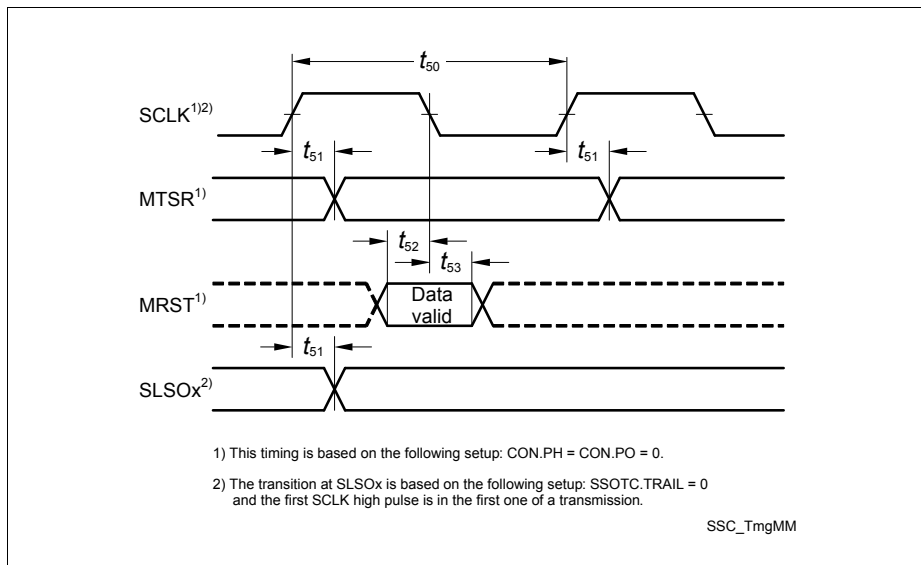 t50
SCLK1)2)
t51
t51
MTSR1)
t52
t53
MRST1)
Data
valid
t51
SLSOx2)
1) This timing is based on the following setup: CON.PH = CON.PO = 0.
2) The transition at SLSOx is based on the following setup: SSOTC.TRAIL = 0
and the first SCLK high pulse is in the first one of a transmission.
SSC_TmgMM